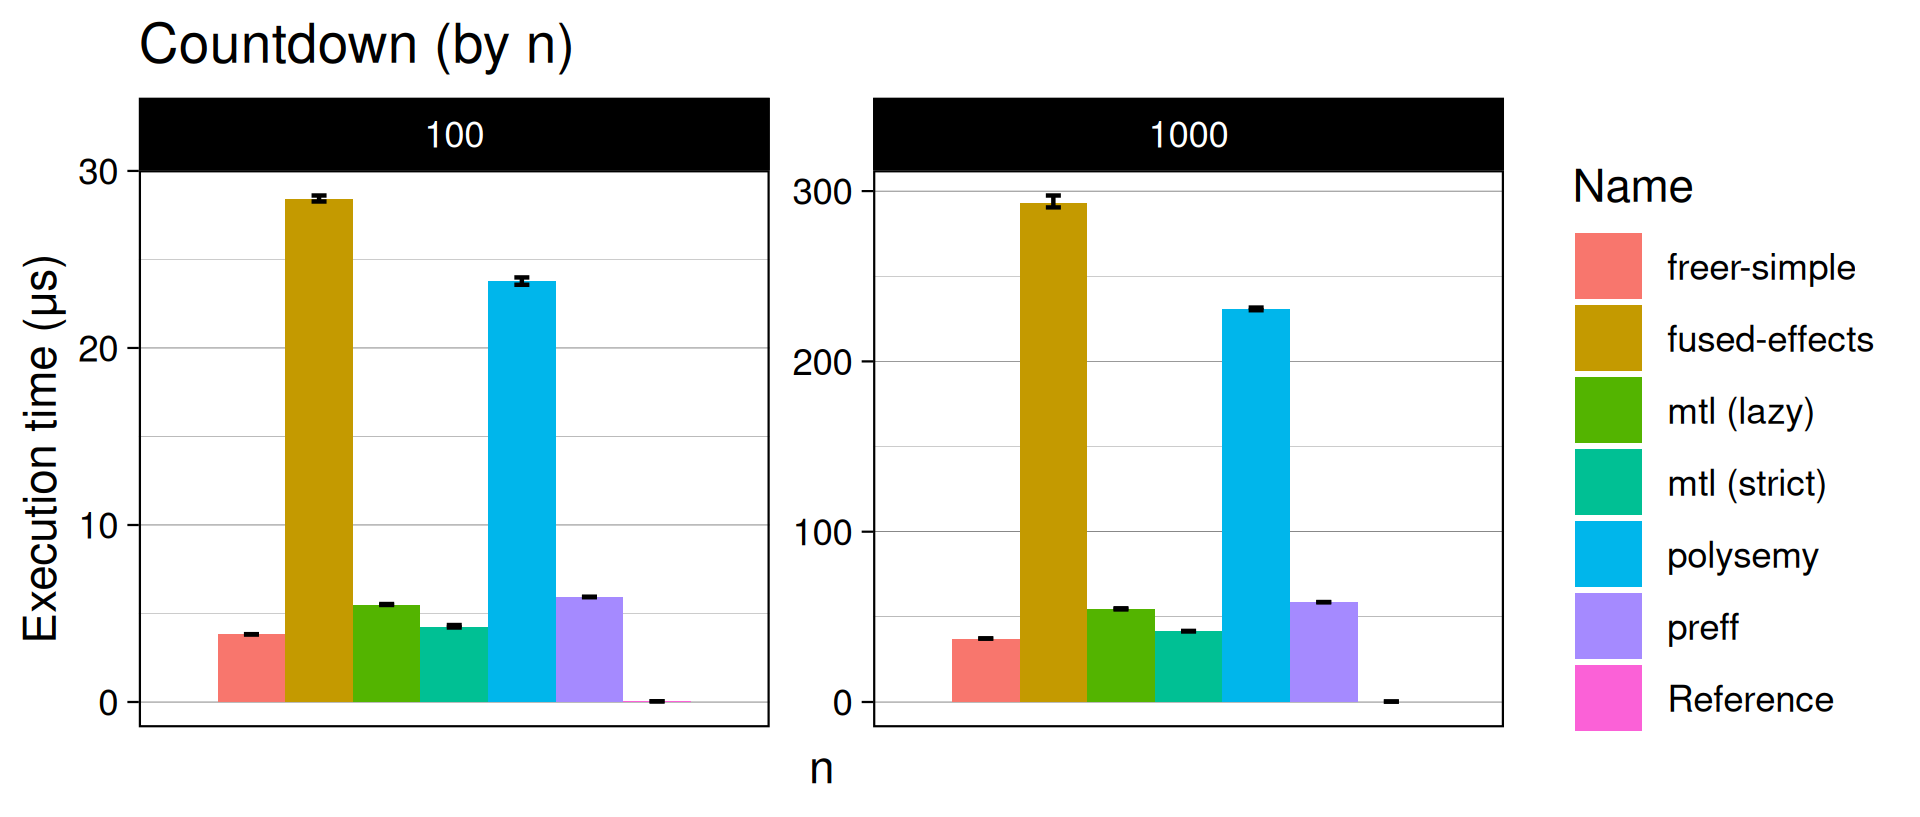 Countdown (by n)
100
1000
Execution time (µs)
30
20
10
0
300
200
100
0
n
Name
freer-simple
fused-effects
mtl (lazy)
mtl (strict)
polysemy
preff
Reference